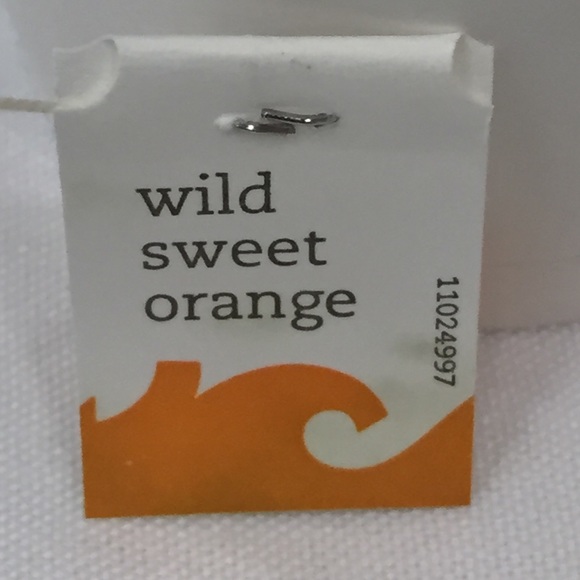 wild
sweet
orange
11024997